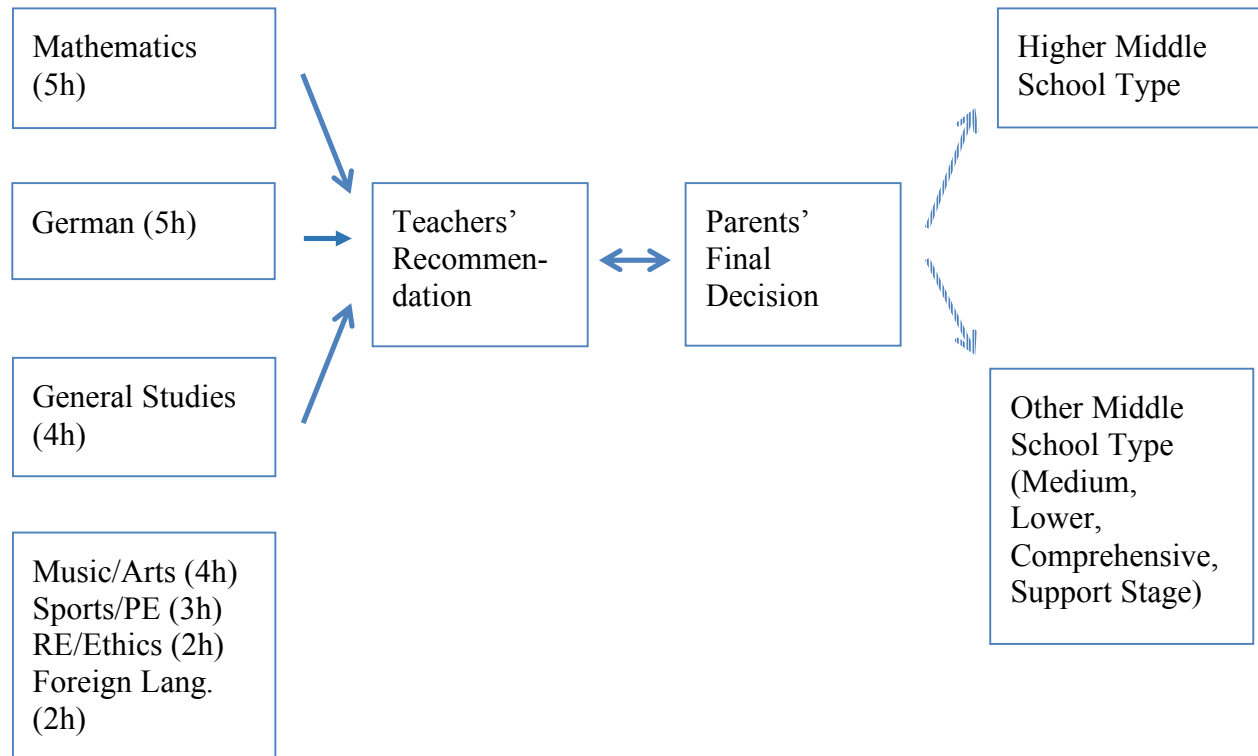 Mathematics
(5h)
German (5h)
General Studies
(4h)
Music/Arts (4h)
Sports/PE (3h)
RE/Ethics (2h)
Foreign Lang.
(2h)
Teachers’
Recommen-
dation
Parents’
Final
Decision
Higher Middle
School Type
Other Middle
School Type
(Medium,
Lower,
Comprehensive,
Support Stage)